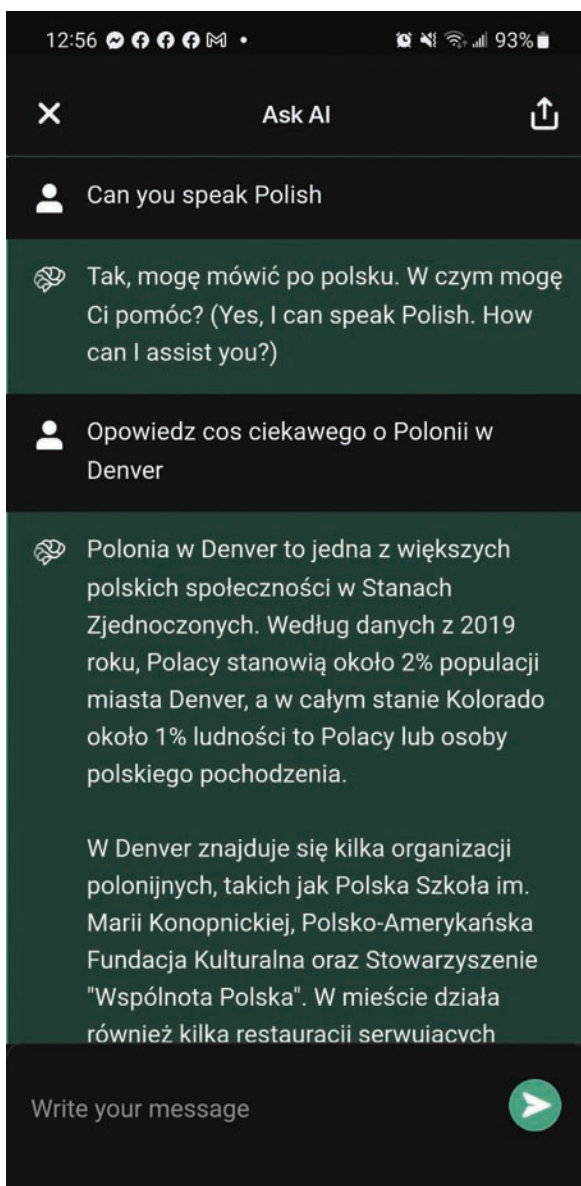 12:56
93%
Ask AI
Can you speak Polish
Tak, mogę mówić po polsku. W czym mogę
Ci pomóc? (Yes, I can speak Polish. How
can I assist you?)
Opowiedz cos ciekawego o Polonii w
Denver
Polonia w Denver to jedna z większych
polskich społeczności w Stanach
Zjednoczonych. Według danych z 2019
roku, Polacy stanowią około 2% populacji
miasta Denver, a w całym stanie Kolorado
około 1% ludności to Polacy lub osoby
polskiego pochodzenia.
W Denver znajduje się kilka organizacji
polonijnych, takich jak Polska Szkoła im.
Marii Konopnickiej, Polsko-Amerykańska
Fundacja Kulturalna oraz Stowarzyszenie
"Wspólnota Polska". W mieście działa
również kilka restauracji serwujących
Write your message